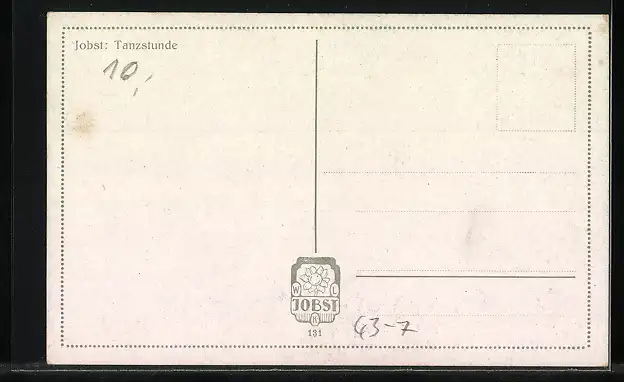 Jobst: Tanzstunde
10,-
W L
JOBST
K
131
63-7